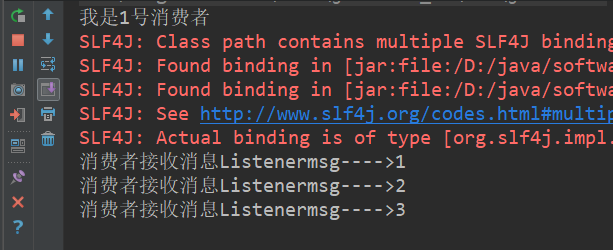 我是1号消费者
SLF4J: Class path contains multiple SLF4J binding
SLF4J: Found binding in [jar:file:/D:/java/softwa
SLF4J: Found binding in [jar:file:/D:/java/softwa
SLF4J: See http://www.slf4j.org/codes.html#multip
SLF4J: Actual binding is of type [org.slf4j.impl.
消费者接收消息Listenermsg---->1
消费者接收消息Listenermsg---->2
消费者接收消息Listenermsg---->3